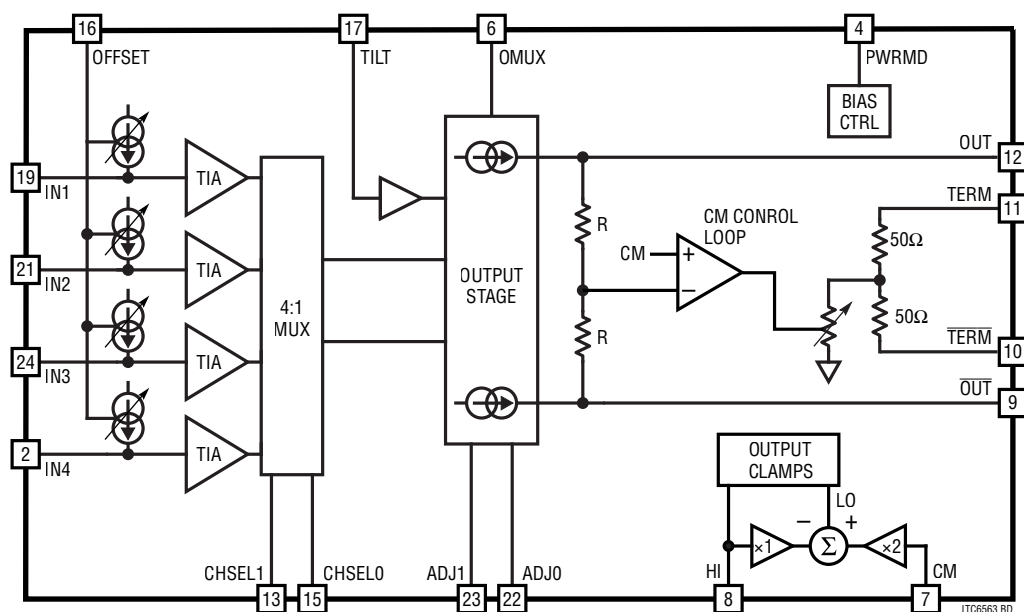 16
17
6
4
OFFSET
TILT
OMUX
PWRMD
BIAS
CTRL
OUT
12
19
IN1
TIA
TERM
11
R
CM CONROL
LOOP
50Ω
CM
+
−
21
IN2
TIA
4:1
MUX
OUTPUT
STAGE
24
IN3
TIA
R
50Ω
TERM
10
OUT
9
2
IN4
TIA
OUTPUT
CLAMPS
LO
−
+
×1
Σ
×2
CHSEL1
CHSEL0
ADJ1
ADJ0
HI
CM
13
15
23
22
8
7
LTC6563 BD